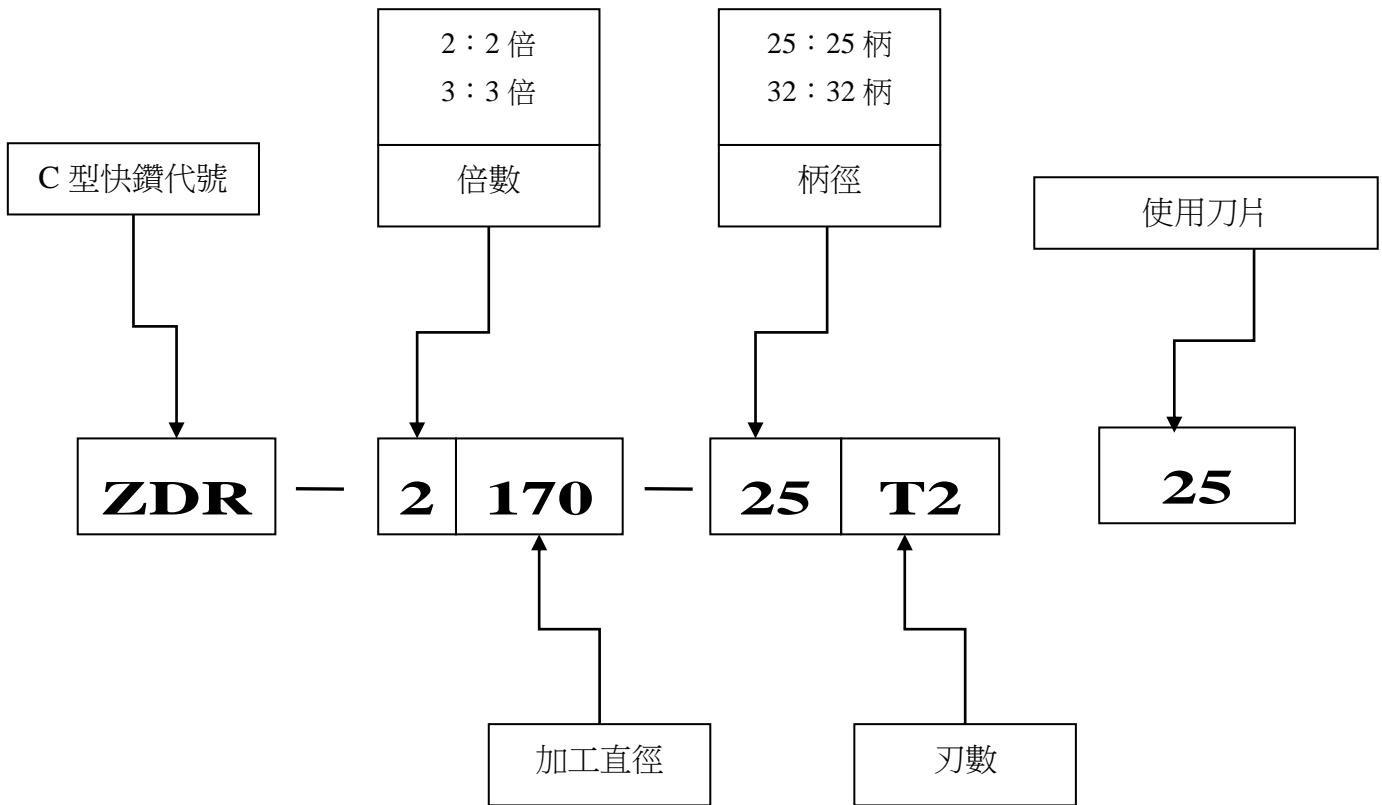 2：2 倍
3：3 倍
倍數
25：25 柄
32：32 柄
柄徑
C 型快鑽代號
使用刀片
ZDR — 2 170 — 25 T2
25
加工直徑
刃數